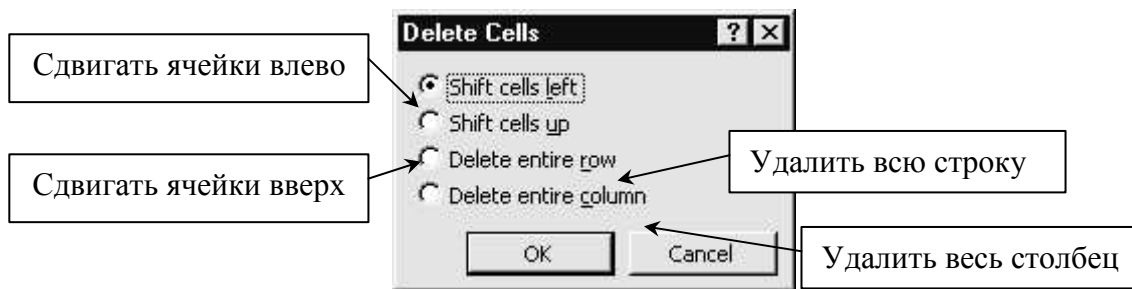 Delete Cells
Сдвигать ячейки влево
Shift cells left
Shift cells up
Сдвигать ячейки вверх
Delete entire row
Удалить всю строку
Delete entire column
OK
Cancel
Удалить весь столбец